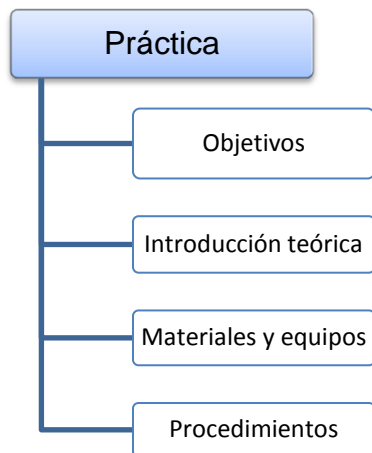 Práctica
Objetivos
Introducción teórica
Materiales y equipos
Procedimientos